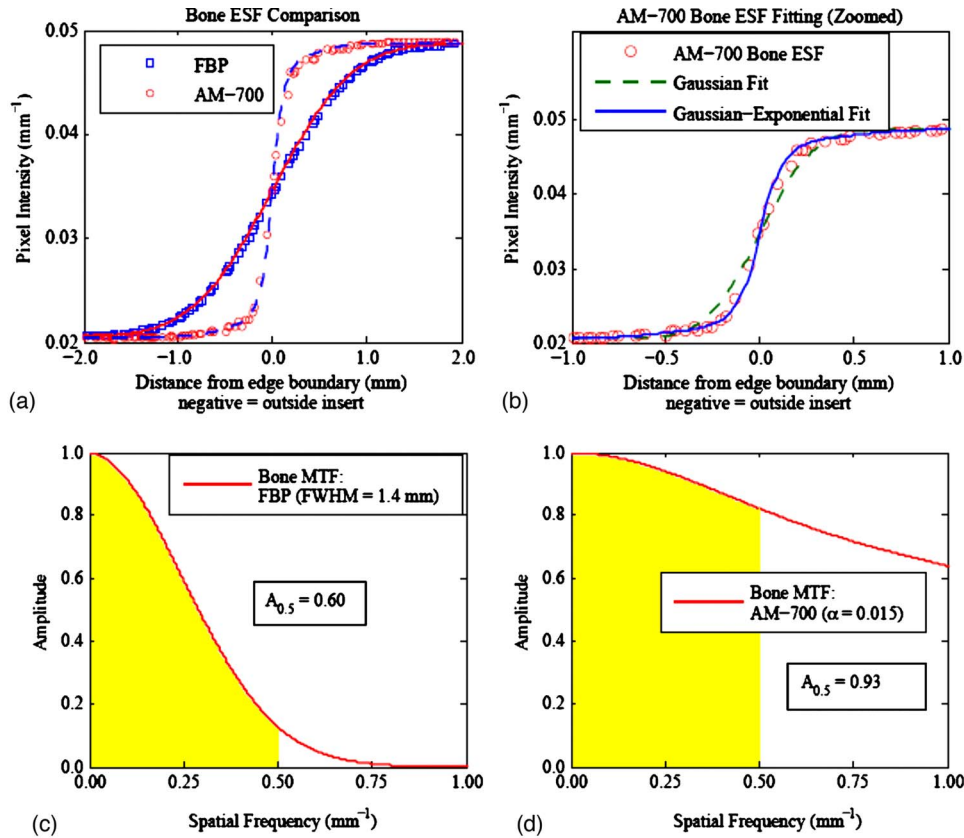 Bone ESF Comparison
0.05
0.04
0.03
0.02
Pixel Intensity (mm⁻¹)
FBP
AM−700
−2.0
−1.0
0.0
1.0
2.0
Distance from edge boundary (mm)
negative = outside insert
(a)
AM−700 Bone ESF Fitting (Zoomed)
0.06
0.05
0.04
0.03
0.02
Pixel Intensity (mm⁻¹)
AM−700 Bone ESF
Gaussian Fit
Gaussian−Exponential Fit
−1.0
−0.5
0.0
0.5
1.0
Distance from edge boundary (mm)
negative = outside insert
(b)
1.0
0.8
0.6
0.4
0.2
0.0
Amplitude
Bone MTF:
FBP (FWHM = 1.4 mm)
A₀.₅ = 0.60
0.00
0.25
0.50
0.75
1.00
Spatial Frequency (mm⁻¹)
(c)
1.0
0.8
0.6
0.4
0.2
0.0
Amplitude
Bone MTF:
AM−700 (α = 0.015)
A₀.₅ = 0.93
0.00
0.25
0.50
0.75
1.00
Spatial Frequency (mm⁻¹)
(d)